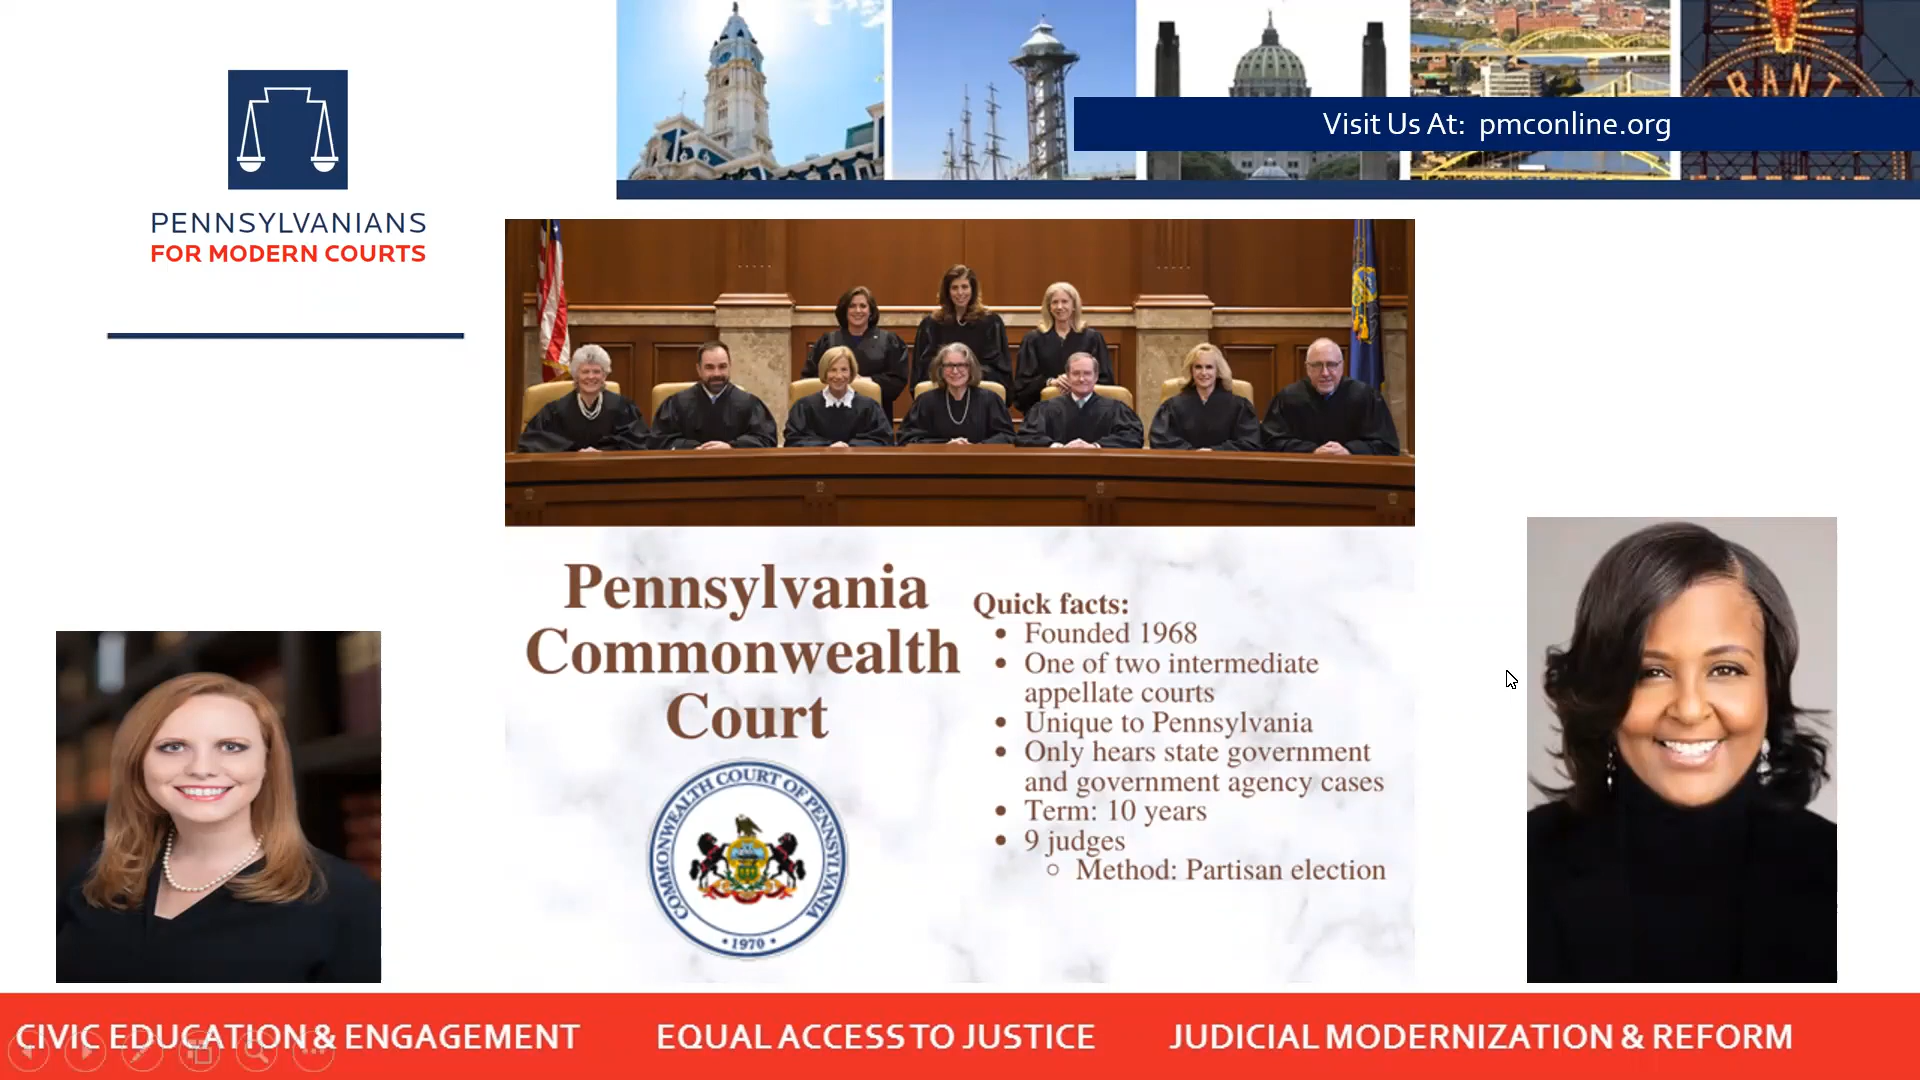 BANT
Visit Us At: pmconline.org
PENNSYLVANIANS
FOR MODERN COURTS
Pennsylvania
Commonwealth
Court
Quick facts:
• Founded 1968
• One of two intermediate
appellate courts
• Unique to Pennsylvania
• Only hears state government
and government agency cases
• Term: 10 years
• 9 judges
○ Method: Partisan election
COMMONWEALTH COURT OF PENNSYLVANIA
• 1970 •
CIVIC EDUCATION & ENGAGEMENT EQUAL ACCESS TO JUSTICE JUDICIAL MODERNIZATION & REFORM